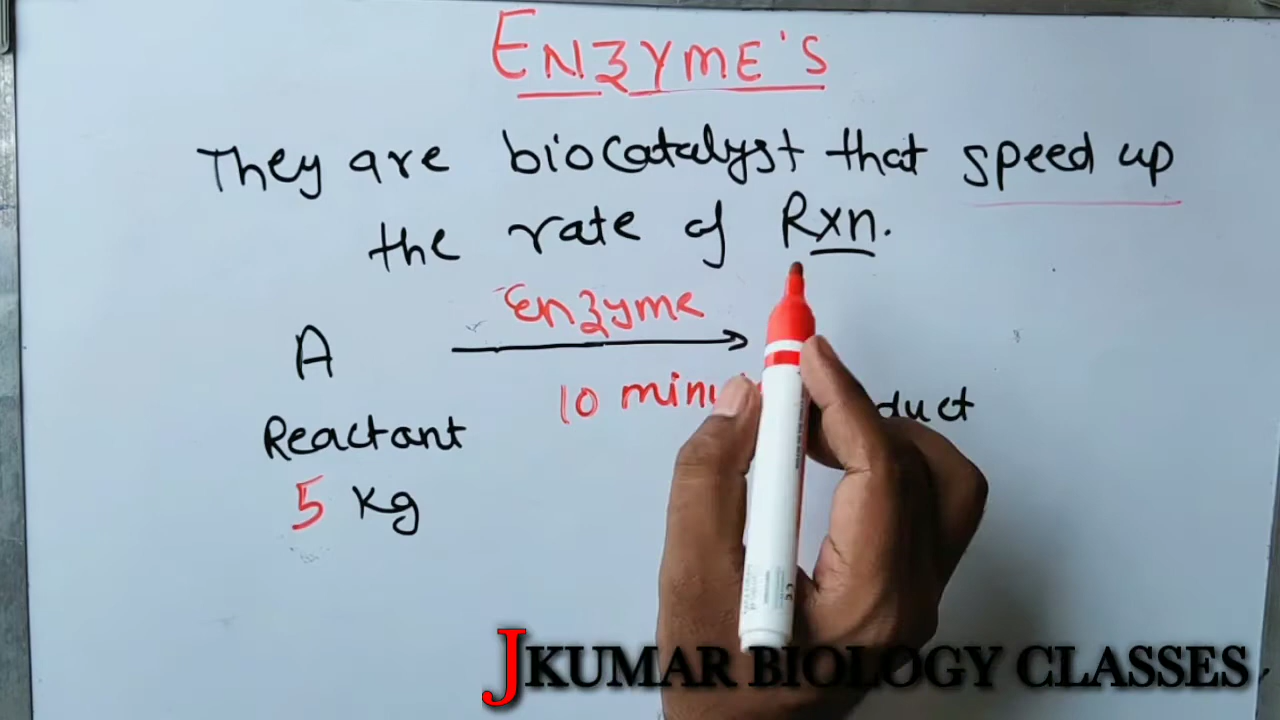 ENZYME'S
They are biocatalyst that speed up
the rate of Rxn.
Enzyme
A
10
Reactant
5 Kg
JKUMAR BIOLOGY CLASSES